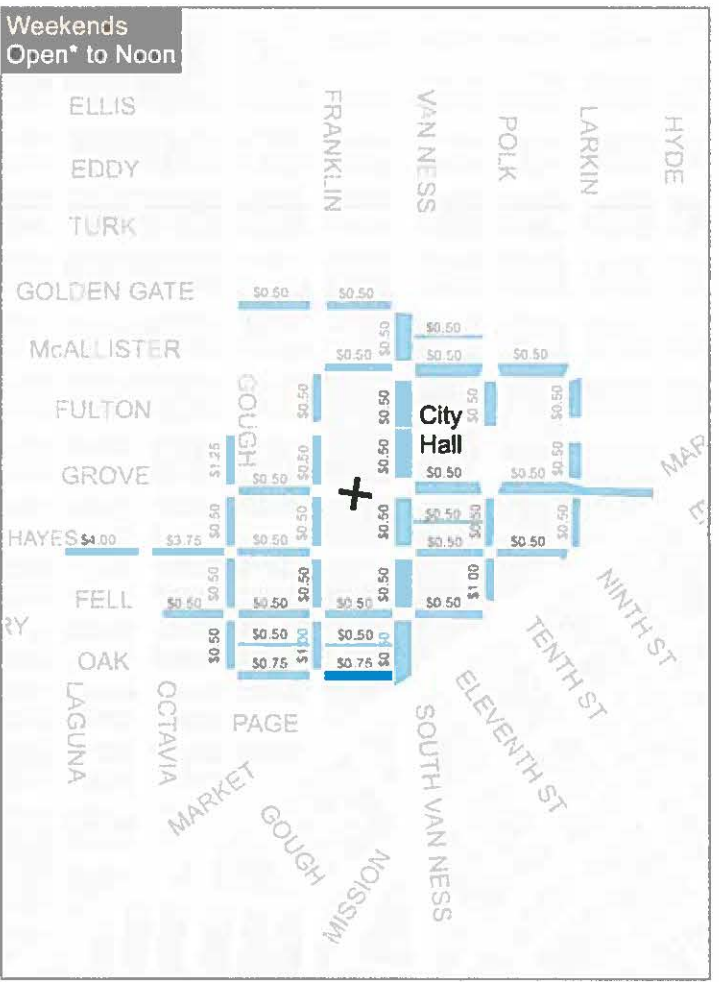 Weekends
Open* to Noon
ELLIS
EDDY
TURK
GOLDEN GATE
McALLISTER
FULTON
GROVE
HAYES
FELL
OAK
PAGE
FRANKLIN
VAN NESS
POLK
LARKIN
HYDE
GOUGH
City
Hall
LAGUNA
OCTAVIA
MARKET
GOUGH
MISSION
SOUTH VAN NESS
ELEVENTH ST
TENTH ST
NINTH ST
MAR
RY
$0.50 $0.50
$0.50
$0.50
$0.50 $0.50 $0.50 $0.50
$0.50 $0.50 $0.50
$1.25 $0.50 $0.50 $0.50
$0.50 $0.50 $0.50
$0.50 $0.50 $0.50 $0.50 $0.50 $0.50
$4.00 $3.75 $0.50 $0.50 $0.50
$0.50 $0.50 $0.50 $1.00
$0.50 $0.50 $0.50 $0.50
$0.50 $0.50 $1.00 $0.50
$0.75 $0.75